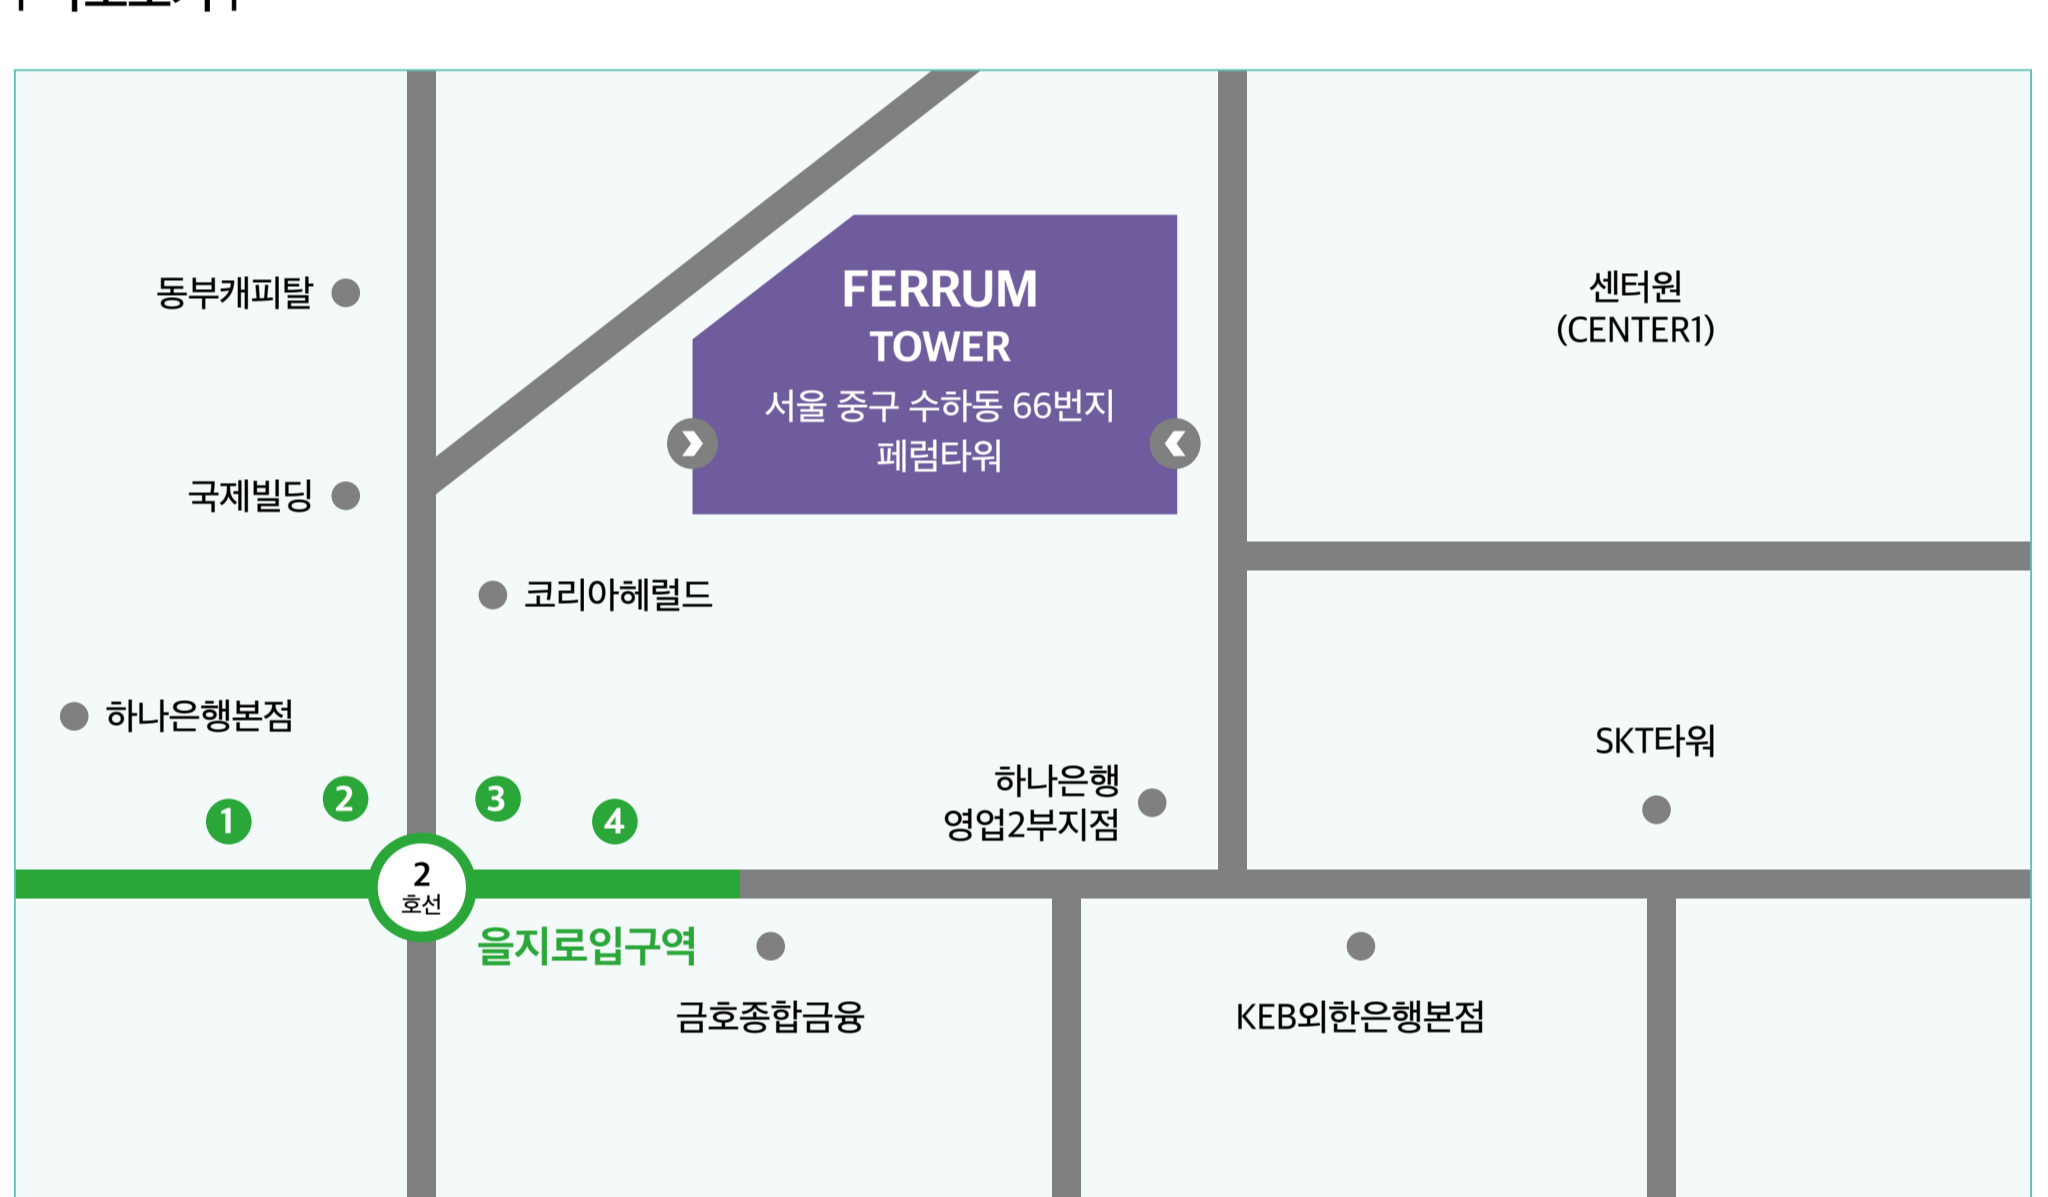 FERRUM
TOWER
서울 중구 수하동 66번지
페럼타워
센터원
(CENTER1)
동부캐피탈
국제빌딩
코리아헤럴드
하나은행본점
SKT타워
하나은행
영업2부지점
1
2
3
4
2
호선
을지로입구역
금호종합금융
KEB외한은행본점